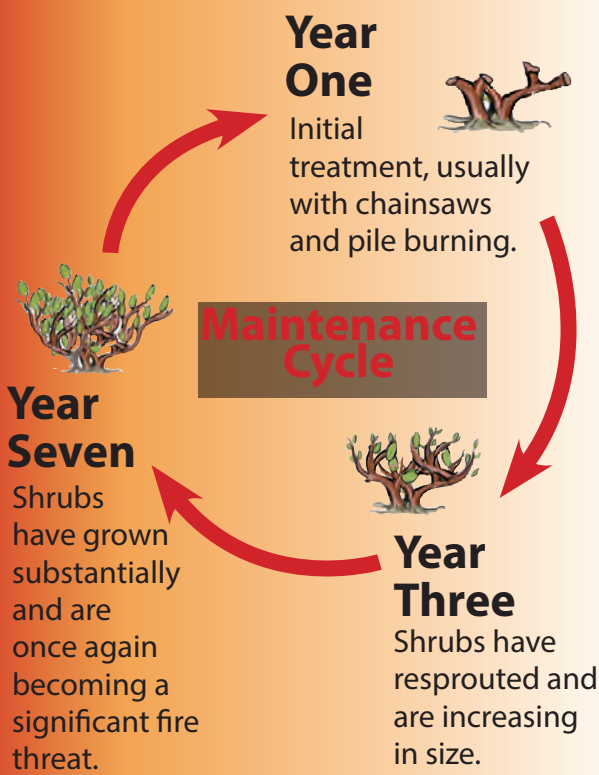 Year
One
Initial
treatment, usually
with chainsaws
and pile burning.
Maintenance
Cycle
Year
Three
Shrubs have
resprouted and
are increasing
in size.
Year
Seven
Shrubs
have grown
substantially
and are
once again
becoming a
significant fire
threat.